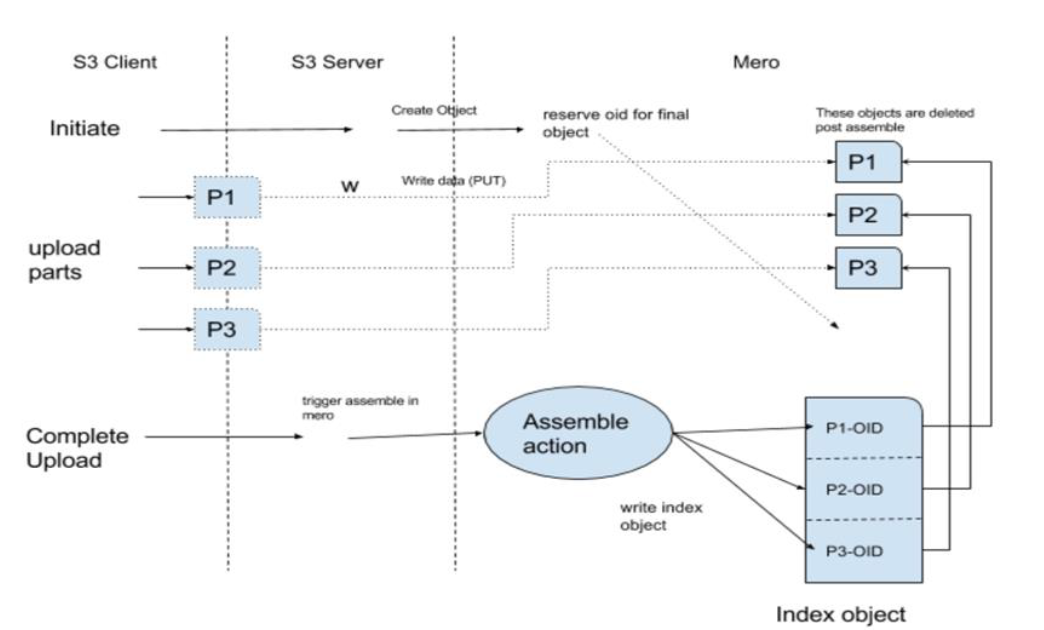 S3 Client
S3 Server
Mero
Initiate
Create Object
reserve oid for final
object
These objects are deleted
post assemble
P1
W
Write data (PUT)
P1
upload
parts
P2
P2
P3
P3
Complete
Upload
trigger assemble in
mero
Assemble
action
write index
object
P1-OID
P2-OID
P3-OID
Index object